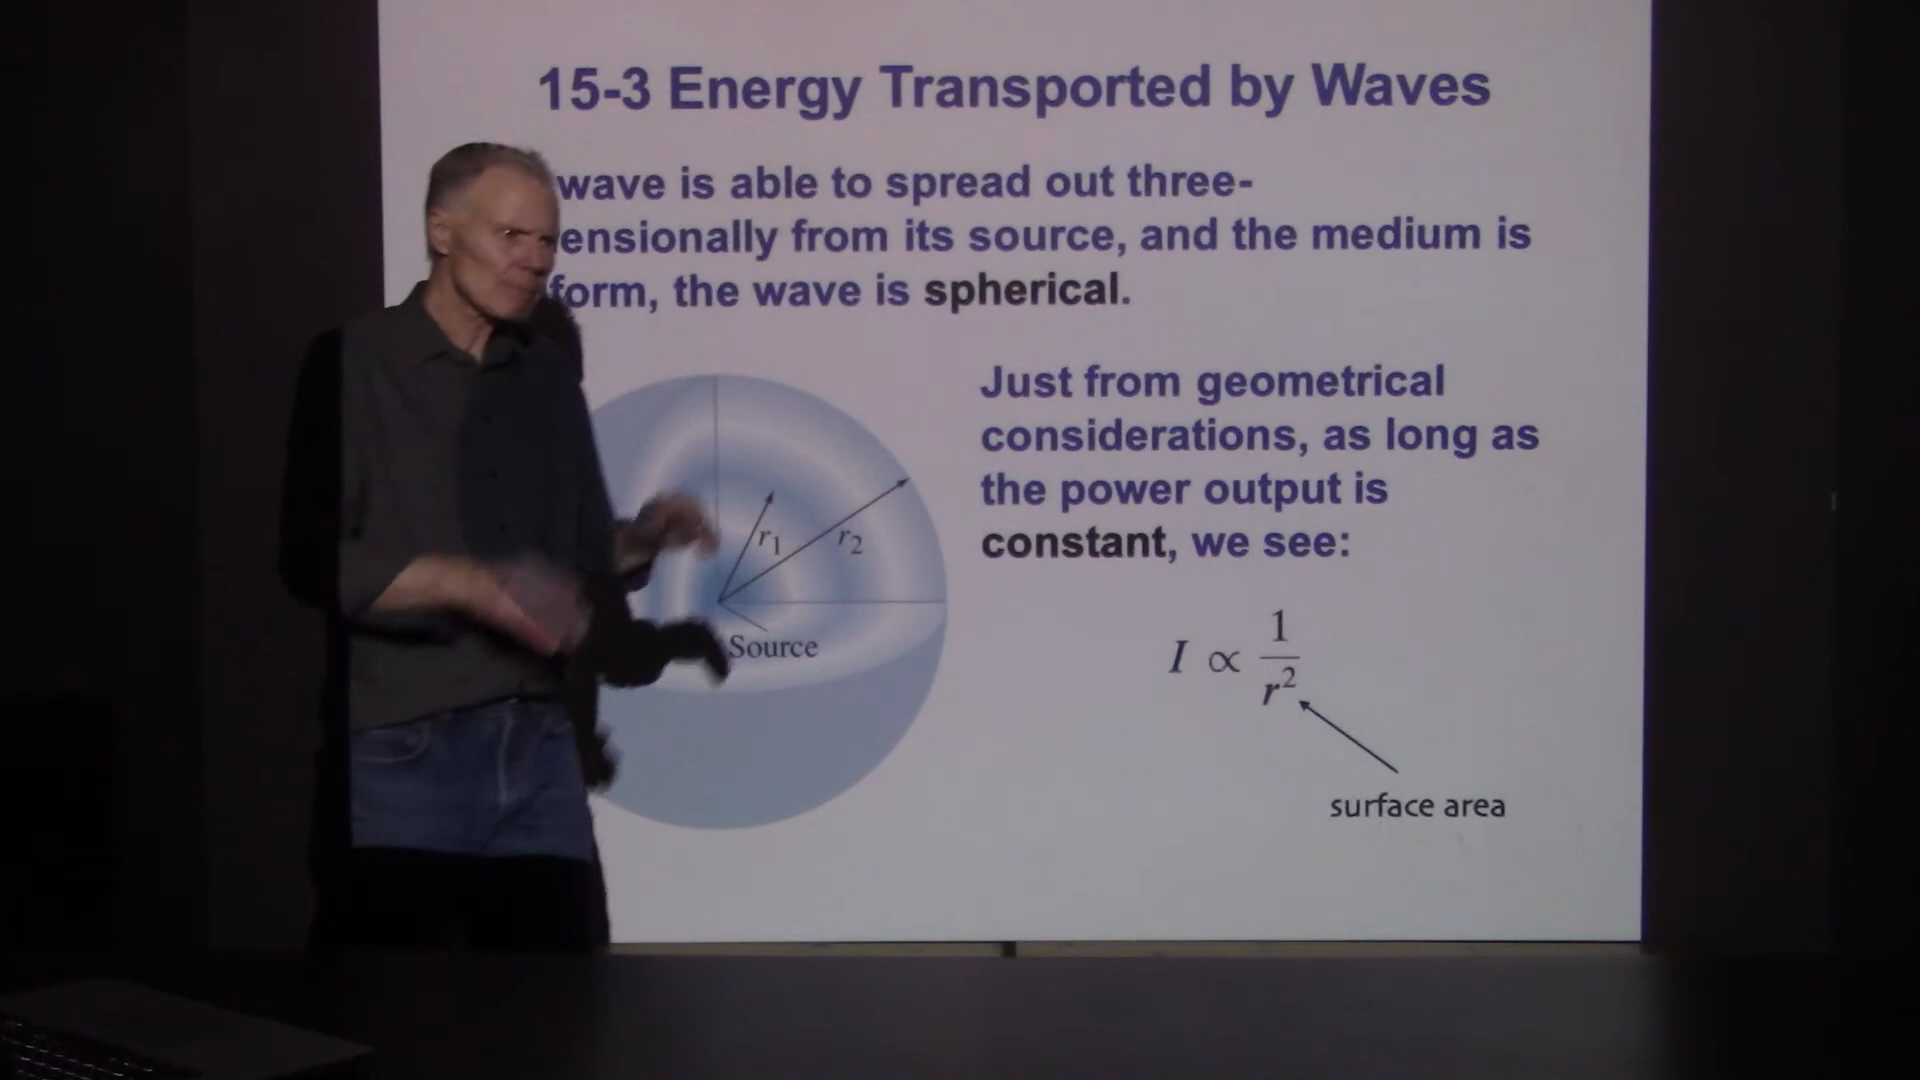 15-3 Energy Transported by Waves
wave is able to spread out three-
ensionally from its source, and the medium is
form, the wave is spherical.
Just from geometrical
considerations, as long as
the power output is
constant, we see:
r1
r2
Source
I ∝ 1/r²
surface area